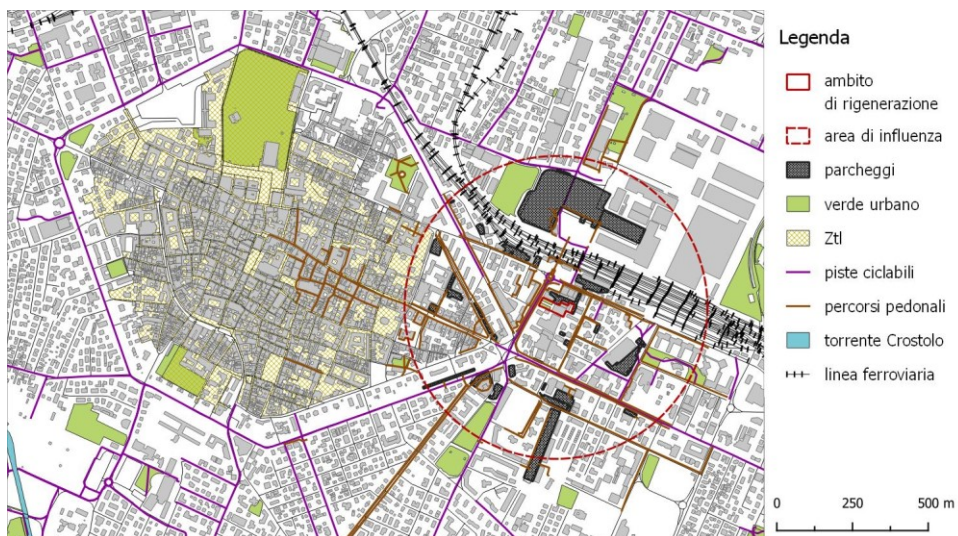 Legenda
ambito
di rigenerazione
area di influenza
parcheggi
verde urbano
Ztl
piste ciclabili
percorsi pedonali
torrente Crostolo
linea ferroviaria
0 250 500 m